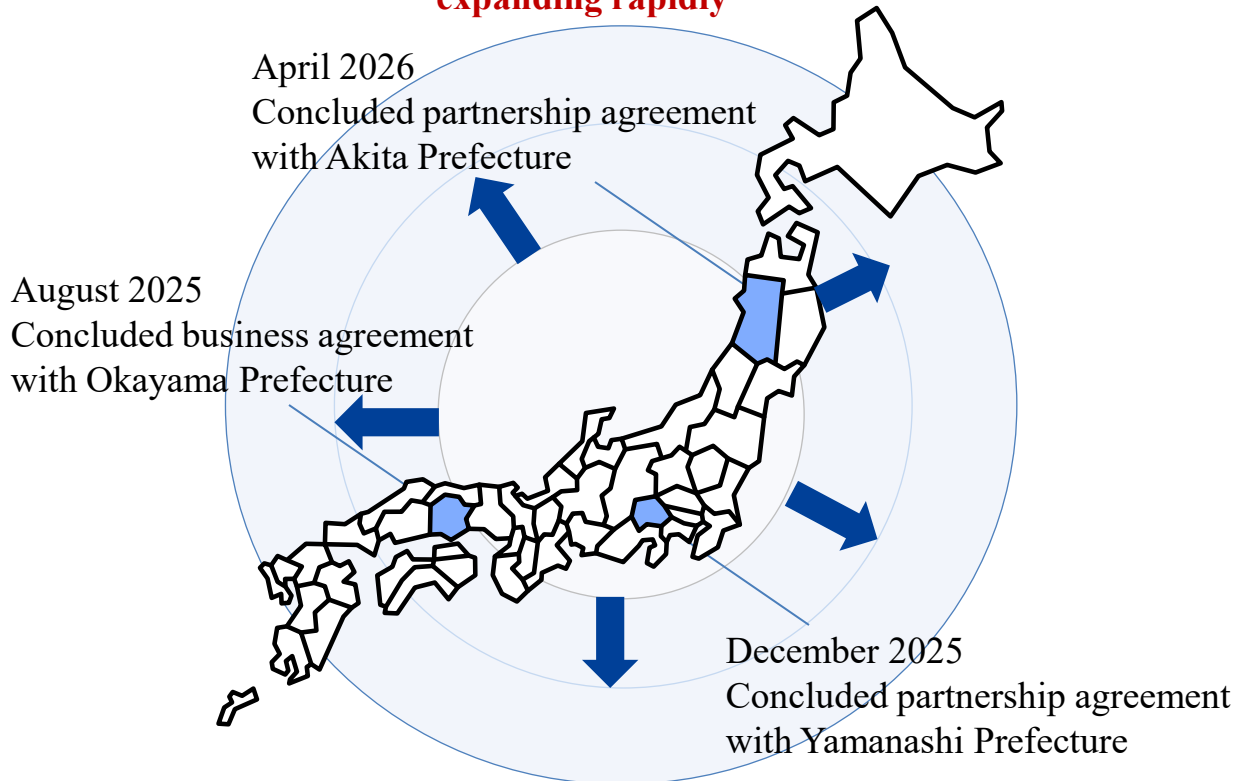 expanding rapidly
April 2026
Concluded partnership agreement
with Akita Prefecture
August 2025
Concluded business agreement
with Okayama Prefecture
December 2025
Concluded partnership agreement
with Yamanashi Prefecture